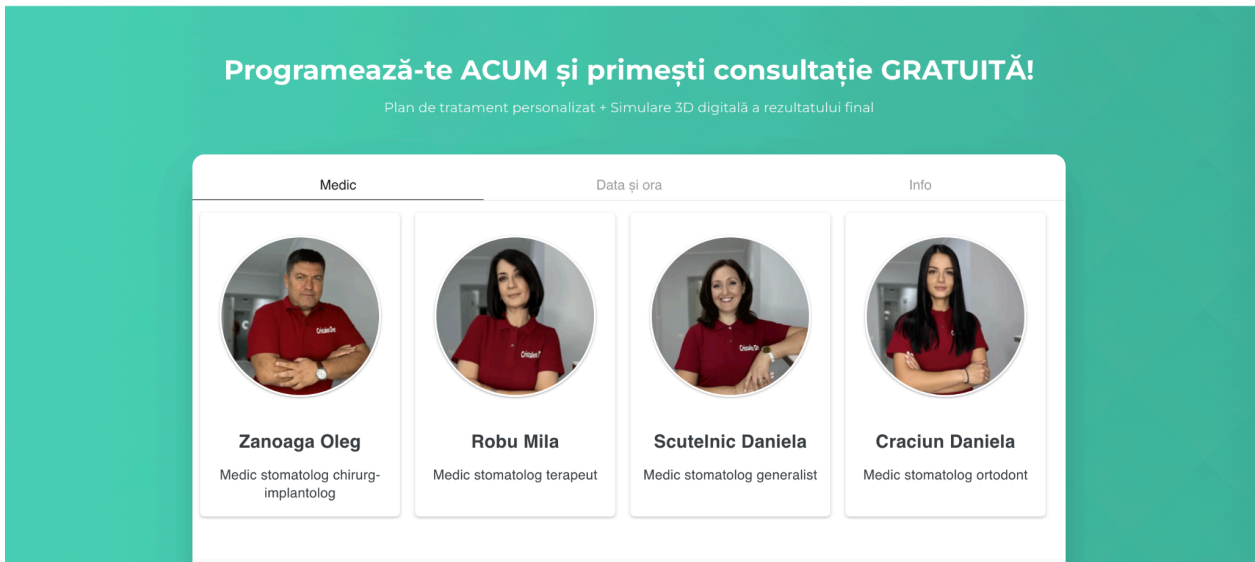 Programează-te ACUM și primești consultație GRATUITĂ!
Plan de tratament personalizat + Simulare 3D digitală a rezultatului final
Medic
Data și ora
Info
Zanoaga Oleg
Medic stomatolog chirurg-
implantolog
Robu Mila
Medic stomatolog terapeut
Scutelnic Daniela
Medic stomatolog generalist
Craciun Daniela
Medic stomatolog ortodont